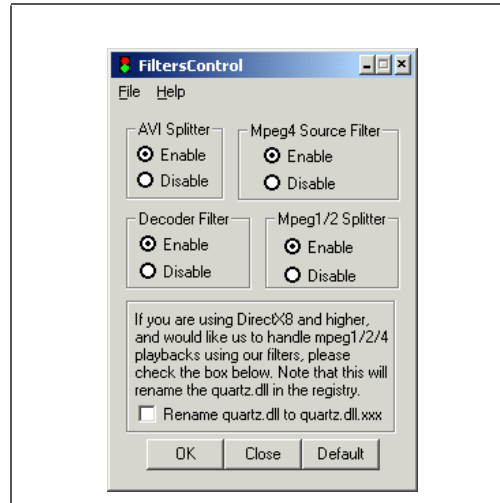 FiltersControl
File Help
AVI Splitter
Enable
Disable
Mpeg4 Source Filter
Enable
Disable
Decoder Filter
Enable
Disable
Mpeg1/2 Splitter
Enable
Disable
If you are using DirectX8 and higher,
and would like us to handle mpeg1/2/4
playbacks using our filters, please
check the box below. Note that this will
rename the quartz.dll in the registry.
Rename quartz.dll to quartz.dll.xxx
OK Close Default